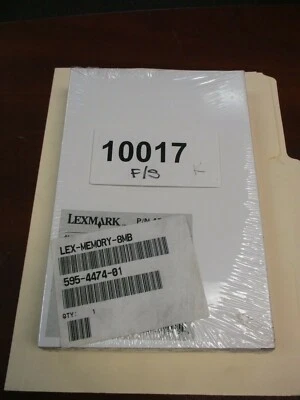 10017
F/S K
LEXMARK P/N
LEX-MEMORY-8MB
595-4474-01
QTY: 1